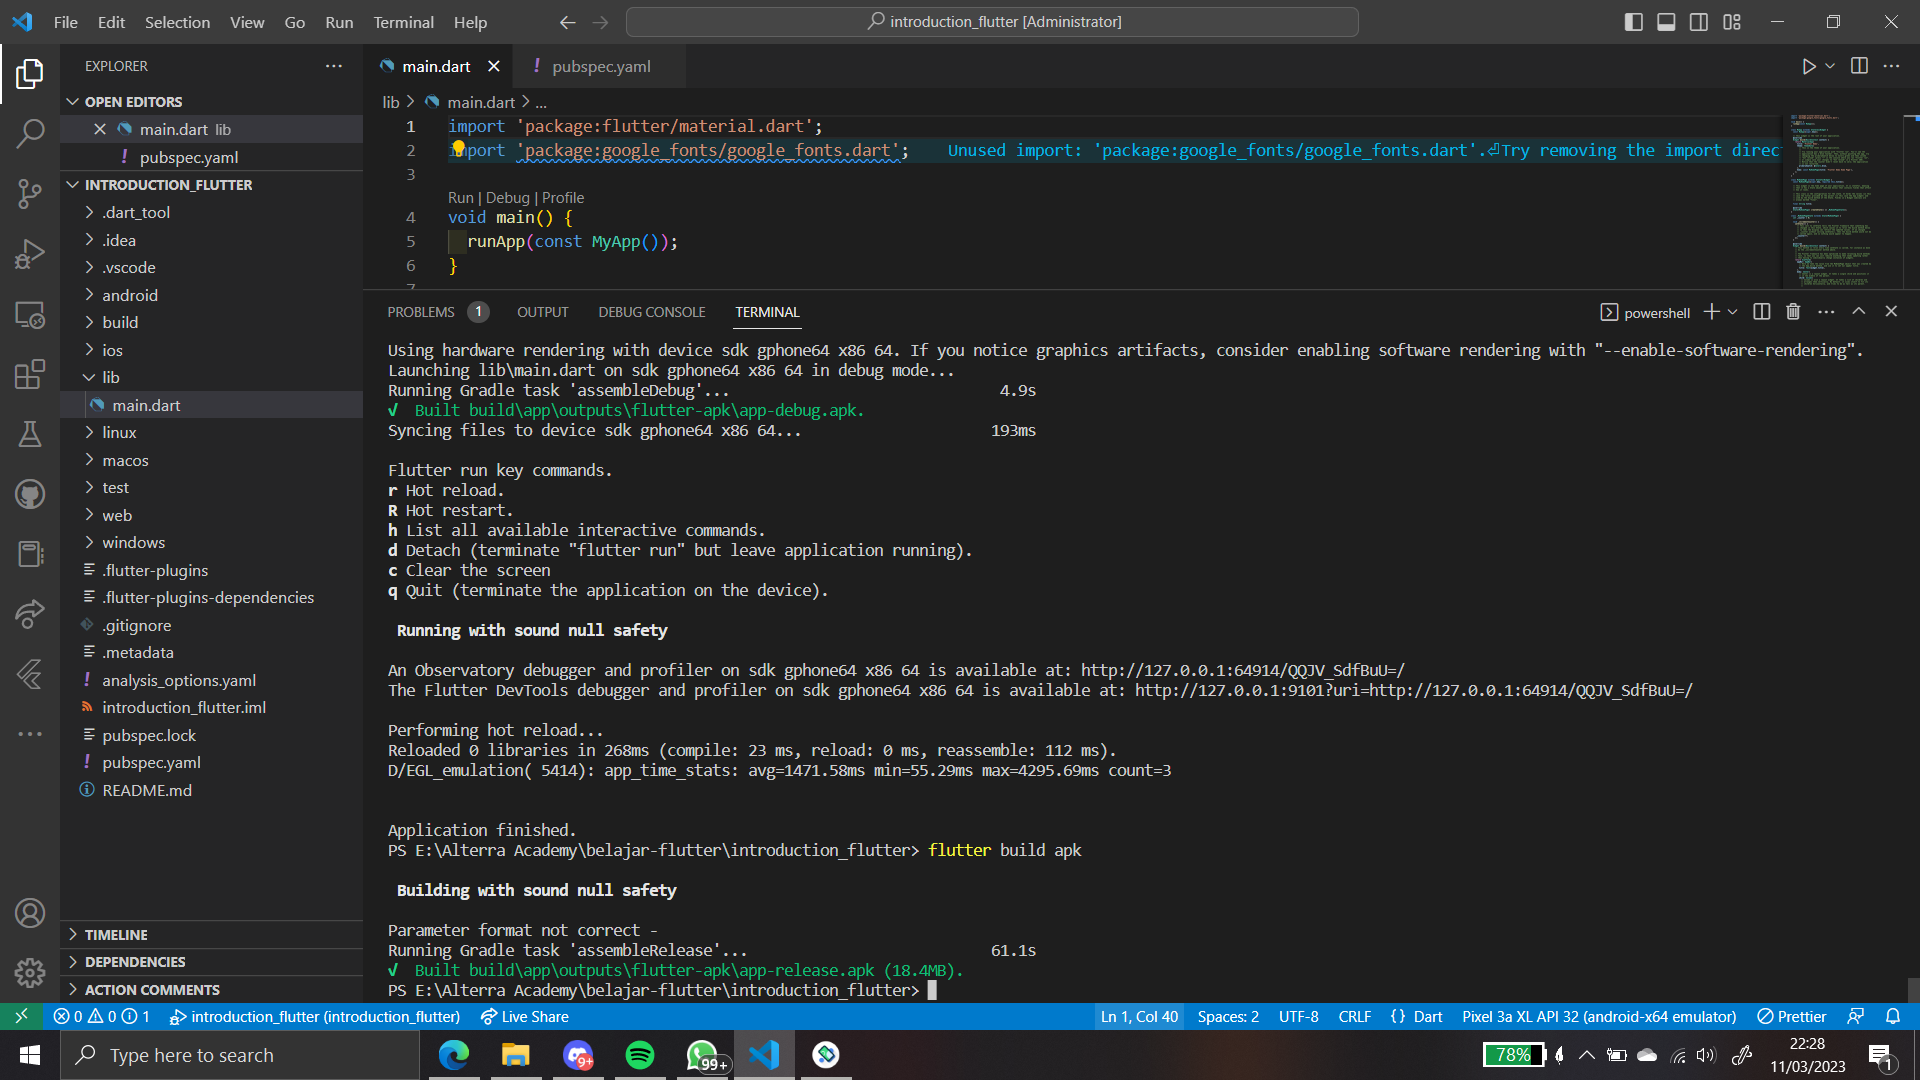 File Edit Selection View Go Run Terminal Help
introduction_flutter [Administrator]
EXPLORER
OPEN EDITORS
main.dart lib
! pubspec.yaml
INTRODUCTION_FLUTTER
.dart_tool
.idea
.vscode
android
build
ios
lib
main.dart
linux
macos
test
web
windows
.flutter-plugins
.flutter-plugins-dependencies
.gitignore
.metadata
! analysis_options.yaml
introduction_flutter.iml
pubspec.lock
! pubspec.yaml
README.md
TIMELINE
DEPENDENCIES
ACTION COMMENTS
main.dart
! pubspec.yaml
lib > main.dart > ...
1 import 'package:flutter/material.dart';
2 import 'package:google_fonts/google_fonts.dart'; Unused import: 'package:google_fonts/google_fonts.dart'.⏎Try removing the import direc
3
Run | Debug | Profile
4 void main() {
5 runApp(const MyApp());
6 }
PROBLEMS 1 OUTPUT DEBUG CONSOLE TERMINAL
powershell
Using hardware rendering with device sdk gphone64 x86 64. If you notice graphics artifacts, consider enabling software rendering with "--enable-software-rendering".
Launching lib\main.dart on sdk gphone64 x86 64 in debug mode...
Running Gradle task 'assembleDebug'... 4.9s
√ Built build\app\outputs\flutter-apk\app-debug.apk.
Syncing files to device sdk gphone64 x86 64... 193ms
Flutter run key commands.
r Hot reload.
R Hot restart.
h List all available interactive commands.
d Detach (terminate "flutter run" but leave application running).
c Clear the screen
q Quit (terminate the application on the device).
Running with sound null safety
An Observatory debugger and profiler on sdk gphone64 x86 64 is available at: http://127.0.0.1:64914/QQJV_SdfBuU=/
The Flutter DevTools debugger and profiler on sdk gphone64 x86 64 is available at: http://127.0.0.1:9101?uri=http://127.0.0.1:64914/QQJV_SdfBuU=/
Performing hot reload...
Reloaded 0 libraries in 268ms (compile: 23 ms, reload: 0 ms, reassemble: 112 ms).
D/EGL_emulation( 5414): app_time_stats: avg=1471.58ms min=55.29ms max=4295.69ms count=3
Application finished.
PS E:\Alterra Academy\belajar-flutter\introduction_flutter> flutter build apk
Building with sound null safety
Parameter format not correct -
Running Gradle task 'assembleRelease'... 61.1s
√ Built build\app\outputs\flutter-apk\app-release.apk (18.4MB).
PS E:\Alterra Academy\belajar-flutter\introduction_flutter>
0 0 1 introduction_flutter (introduction_flutter) Live Share
Ln 1, Col 40 Spaces: 2 UTF-8 CRLF {} Dart Pixel 3a XL API 32 (android-x64 emulator) Prettier
Type here to search
9+
99+
78%
22:28
11/03/2023
1